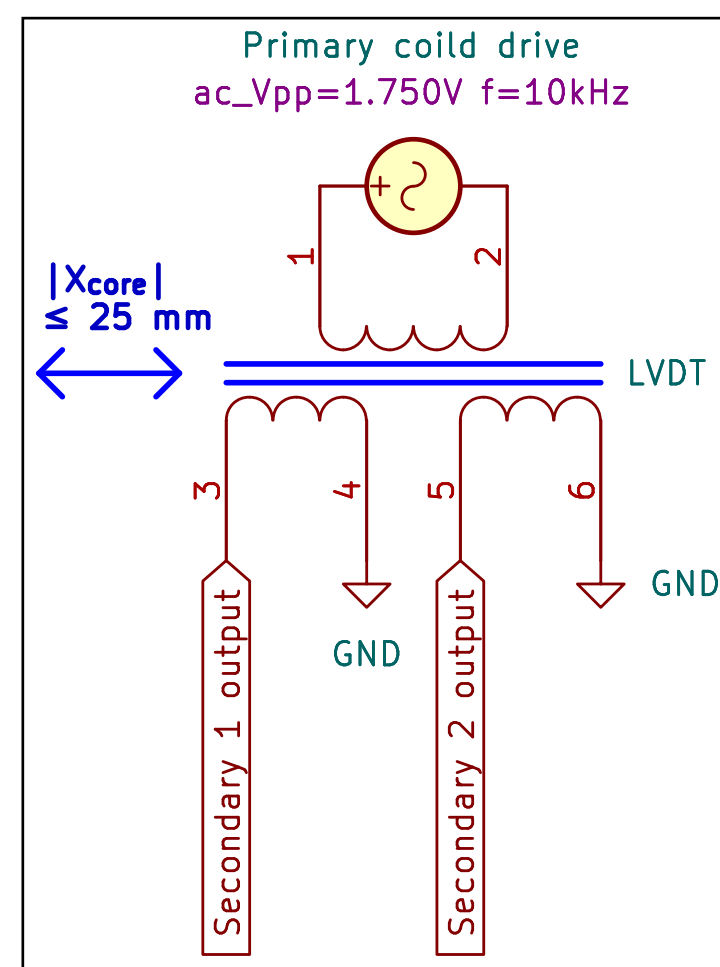 Primary coild drive
ac_Vpp=1.750V f=10kHz
1
2
|Xcore|
≤ 25 mm
LVDT
3
4
5
6
GND
GND
Secondary 1 output
Secondary 2 output